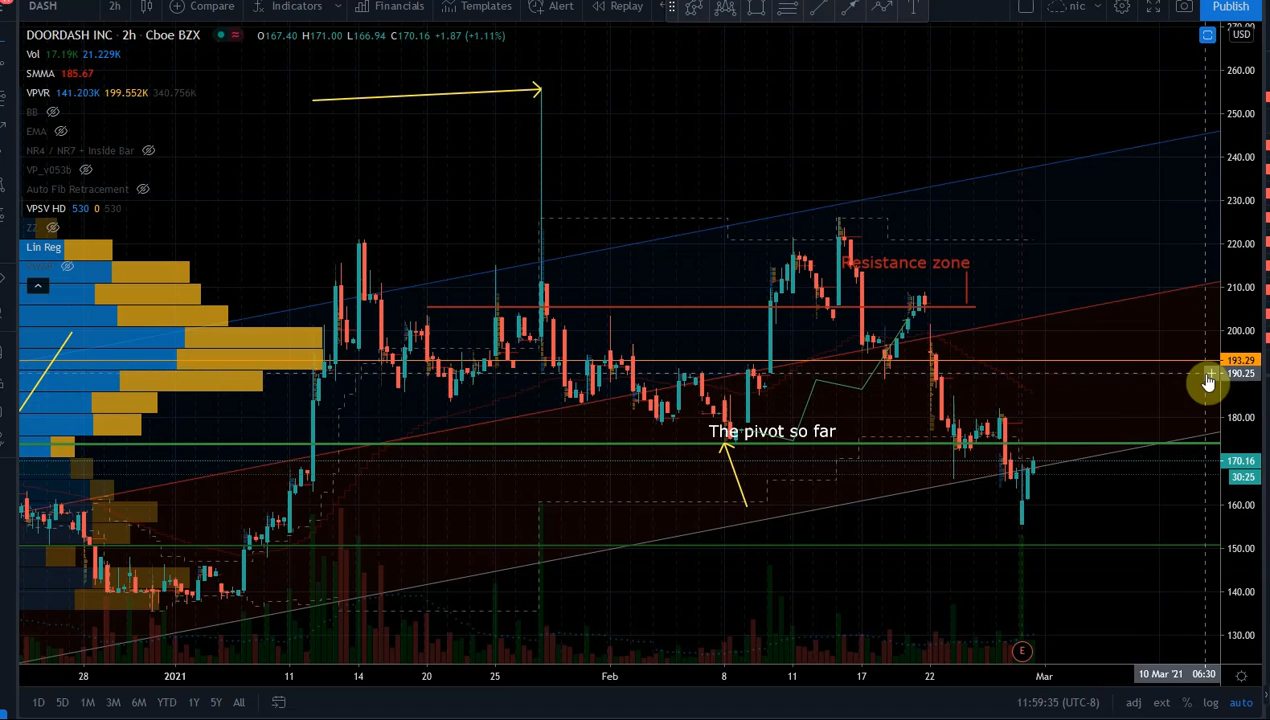 DASH 2h Compare Indicators Financials Templates Alert Replay nic Publish
DOORDASH INC · 2h · Cboe BZX O167.40 H171.00 L166.94 C170.16 +1.87 (+1.11%)
USD
Vol 17.19K 21.229K
SMMA 185.67
VPVR 141.203K 199.552K 340.756K
BB
EMA
NR4 / NR7 + Inside Bar
VP_v053b
Auto Fib Retracement
VPSV HD 530 0 530
ZZ
Lin Reg
Resistance zone
The pivot so far
270.00
260.00
250.00
240.00
230.00
220.00
210.00
200.00
193.29
190.25
180.00
170.16
30:25
160.00
150.00
140.00
130.00
E
28 2021 11 14 20 25 Feb 8 11 17 22 Mar 10 Mar '21 06:30
1D 5D 1M 3M 6M YTD 1Y 5Y All 11:59:35 (UTC-8) adj ext % log auto